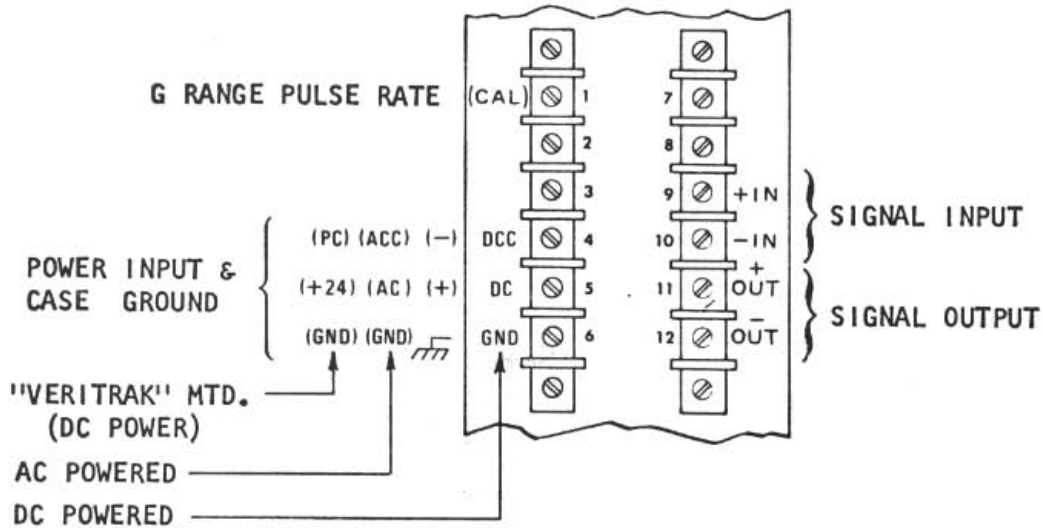 G RANGE PULSE RATE (CAL) 1 7
2 8
3 9 +IN
SIGNAL INPUT
(PC) (ACC) (−) DCC 4 10 −IN
POWER INPUT &
CASE GROUND
(+24) (AC) (+) DC 5 11 + OUT
SIGNAL OUTPUT
(GND) (GND) GND 6 12 − OUT
"VERITRAK" MTD.
(DC POWER)
AC POWERED
DC POWERED